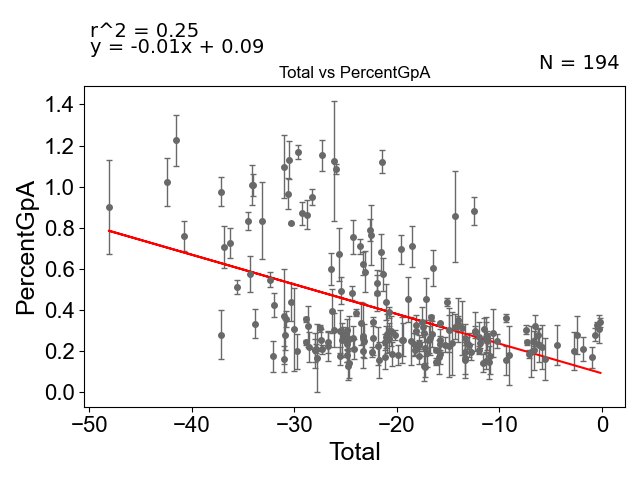 r^2 = 0.25
y = -0.01x + 0.09
N = 194
Total vs PercentGpA
PercentGpA
1.4
1.2
1.0
0.8
0.6
0.4
0.2
0.0
−50
−40
−30
−20
−10
0
Total